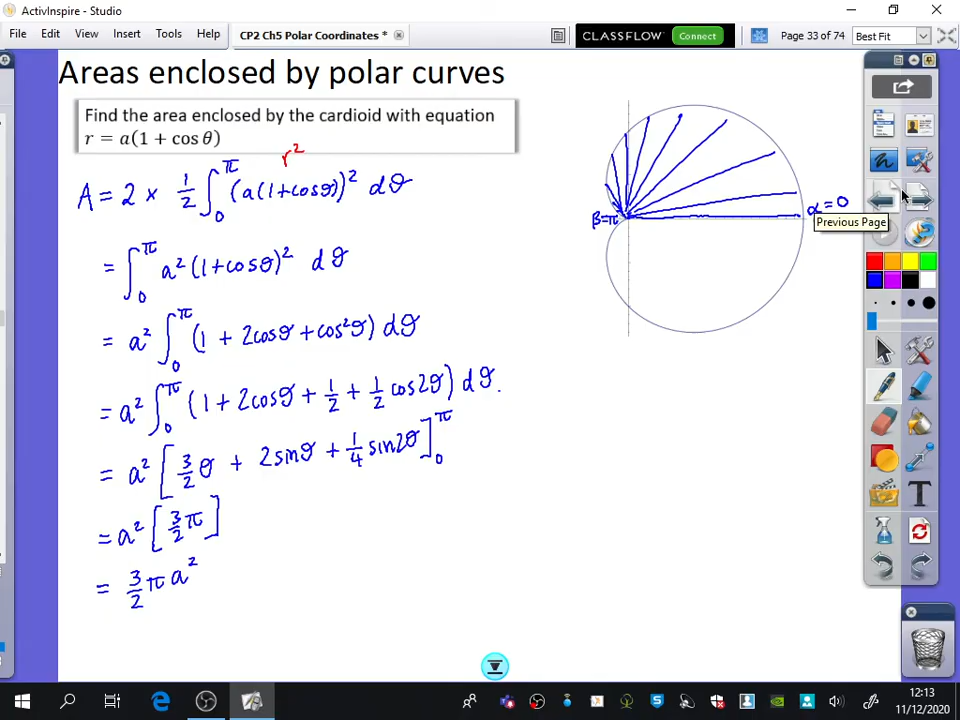 ActivInspire - Studio
File Edit View Insert Tools Help CP2 Ch5 Polar Coordinates * CLASSFLOW Connect Page 33 of 74 Best Fit
Areas enclosed by polar curves
Find the area enclosed by the cardioid with equation
r = a(1 + cos θ)
r²
A = 2 × 1/2 ∫₀^π (a(1+cosθ))² dθ
= ∫₀^π a² (1+cosθ)² dθ
= a² ∫₀^π (1 + 2cosθ + cos²θ) dθ
= a² ∫₀^π (1 + 2cosθ + 1/2 + 1/2 cos2θ) dθ.
= a² [3/2 θ + 2sinθ + 1/4 sin2θ]₀^π
= a² [3/2 π]
= 3/2 π a²
β=π
α=0
Previous Page
T
12:13
11/12/2020